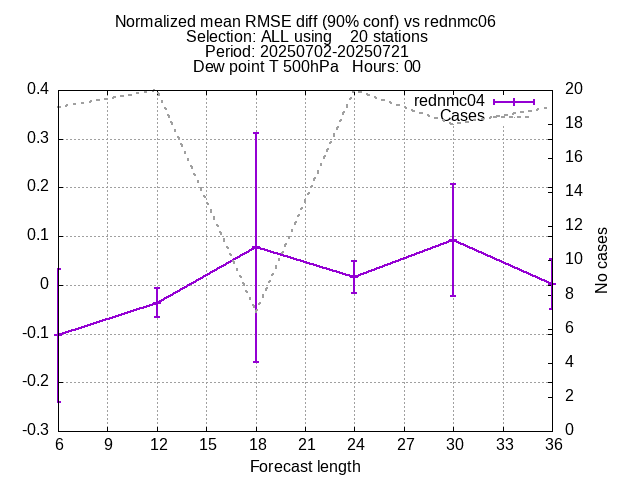 Normalized mean RMSE diff (90% conf) vs rednmc06
Selection: ALL using    20 stations
Period: 20250702-20250721
Dew point T 500hPa   Hours: 00
rednmc04
Cases
0.4
0.3
0.2
0.1
0
-0.1
-0.2
-0.3
20
18
16
14
12
10
8
6
4
2
0
No cases
6 9 12 15 18 21 24 27 30 33 36
Forecast length